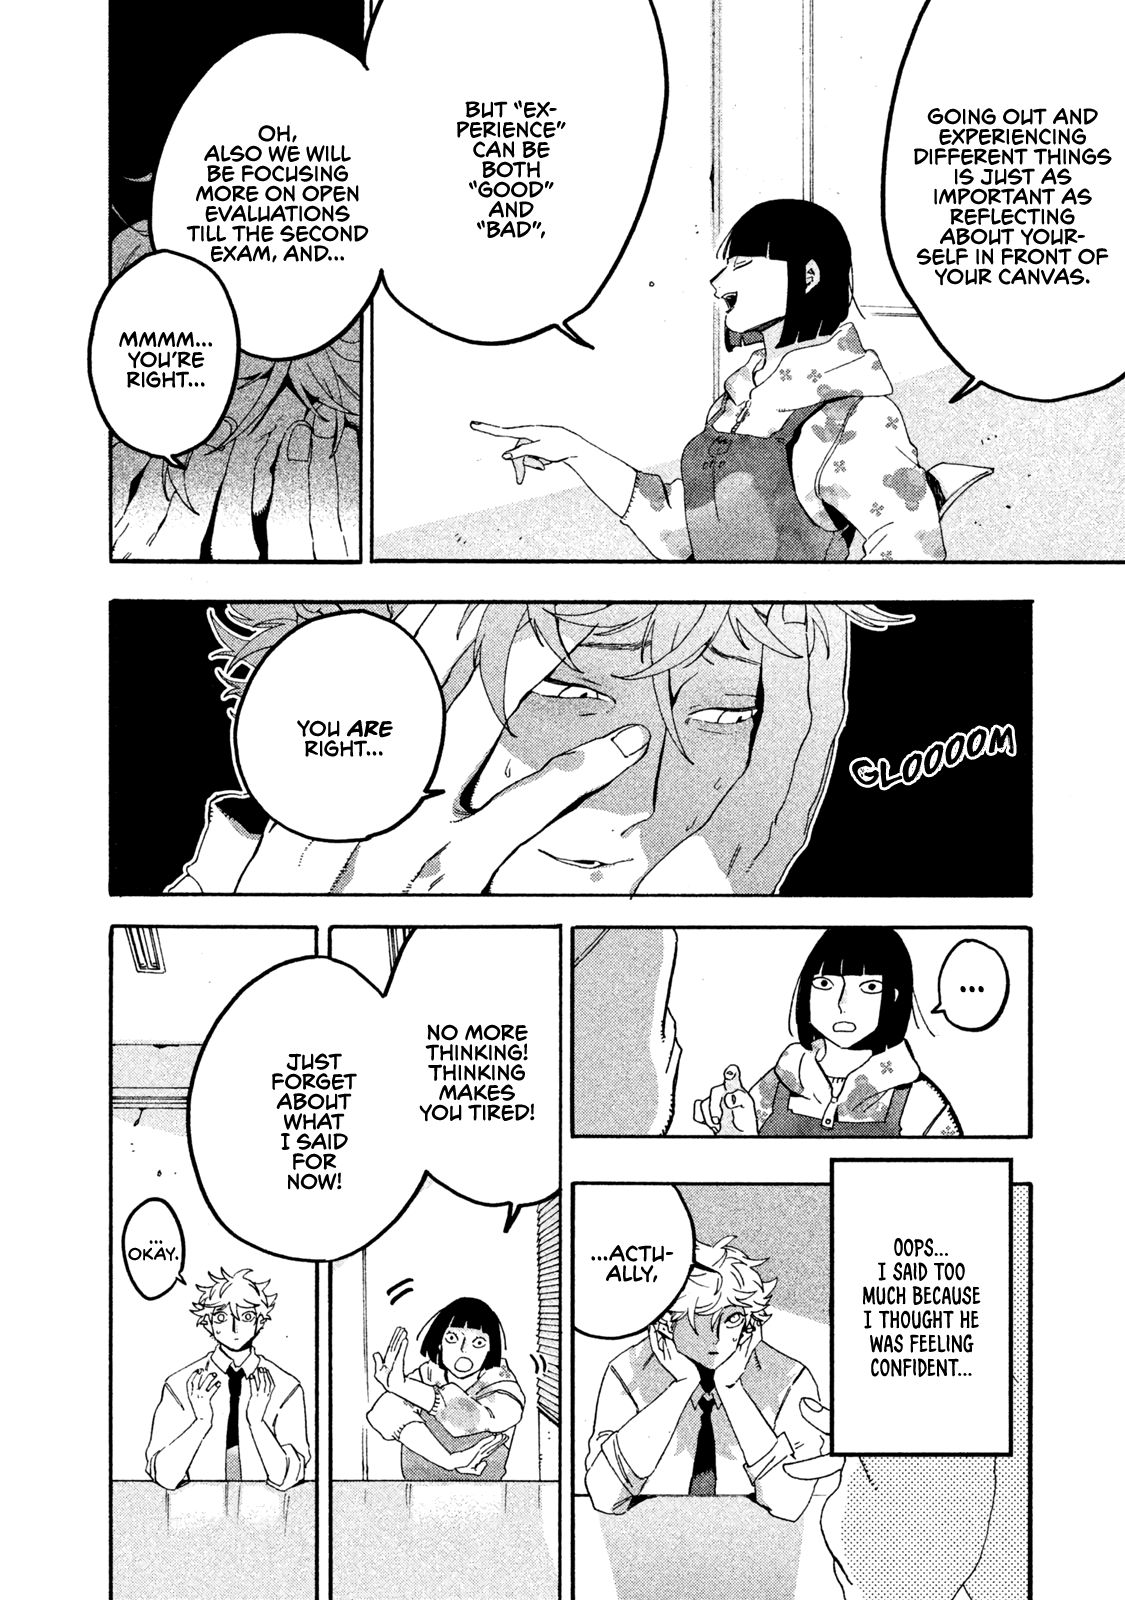 GOING OUT AND
EXPERIENCING
DIFFERENT THINGS
IS JUST AS
IMPORTANT AS
REFLECTING
ABOUT YOUR-
SELF IN FRONT OF
YOUR CANVAS.
BUT "EX-
PERIENCE"
CAN BE
BOTH
"GOOD"
AND
"BAD",
OH,
ALSO WE WILL
BE FOCUSING
MORE ON OPEN
EVALUATIONS
TILL THE SECOND
EXAM, AND...
MMMM...
YOU'RE
RIGHT...
YOU ARE
RIGHT...
GLOOOOM
...
OOPS...
I SAID TOO
MUCH BECAUSE
I THOUGHT HE
WAS FEELING
CONFIDENT...
...ACTU-
ALLY,
NO MORE
THINKING!
THINKING
MAKES
YOU TIRED!
JUST
FORGET
ABOUT
WHAT
I SAID
FOR
NOW!
...
OKAY.